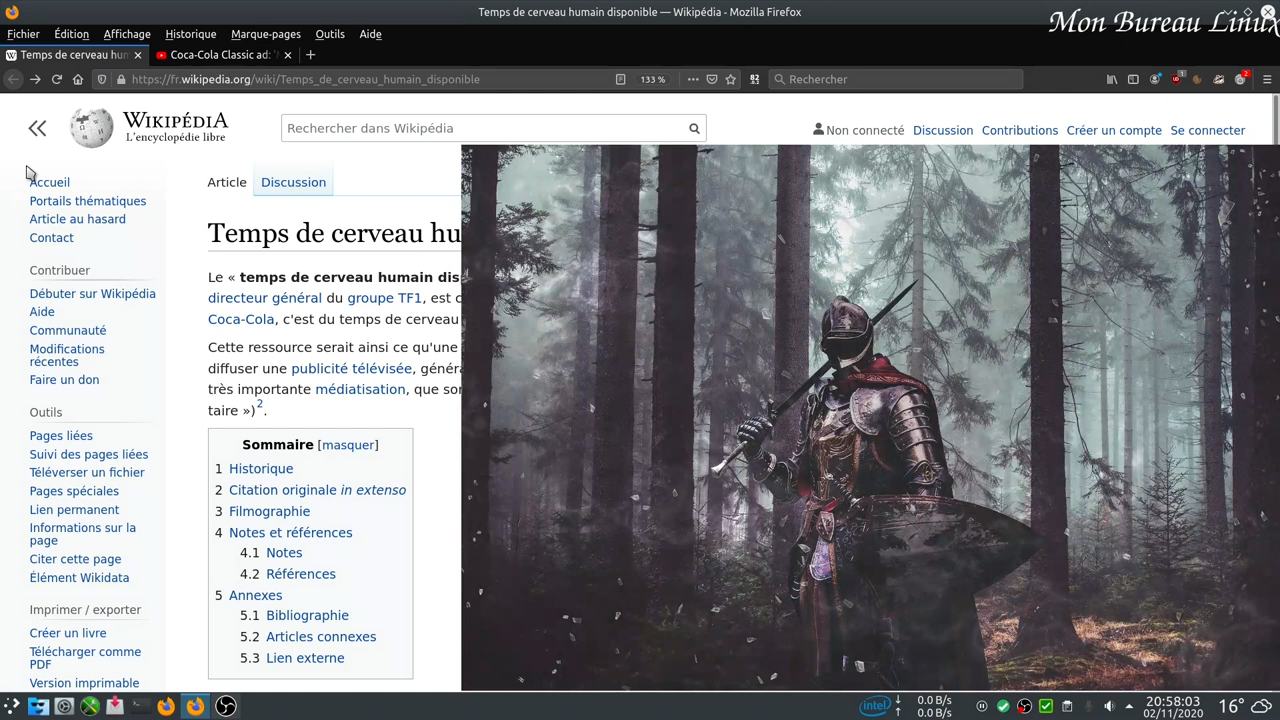 Temps de cerveau humain disponible — Wikipédia - Mozilla Firefox
Mon Bureau Linux
Fichier Édition Affichage Historique Marque-pages Outils Aide
Temps de cerveau hum
Coca-Cola Classic ad: '
https://fr.wikipedia.org/wiki/Temps_de_cerveau_humain_disponible
133 %
Rechercher
1
2
WIKIPÉDIA
L'encyclopédie libre
Rechercher dans Wikipédia
Non connecté Discussion Contributions Créer un compte Se connecter
Accueil
Portails thématiques
Article au hasard
Contact
Contribuer
Débuter sur Wikipédia
Aide
Communauté
Modifications
récentes
Faire un don
Outils
Pages liées
Suivi des pages liées
Téléverser un fichier
Pages spéciales
Lien permanent
Informations sur la
page
Citer cette page
Élément Wikidata
Imprimer / exporter
Créer un livre
Télécharger comme
PDF
Version imprimable
Article Discussion
Temps de cerveau hu
Le « temps de cerveau humain dis
directeur général du groupe TF1, est
Coca-Cola, c'est du temps de cerveau
Cette ressource serait ainsi ce qu'une
diffuser une publicité télévisée, généra
très importante médiatisation, que son
taire »)2.
Sommaire [masquer]
1 Historique
2 Citation originale in extenso
3 Filmographie
4 Notes et références
4.1 Notes
4.2 Références
5 Annexes
5.1 Bibliographie
5.2 Articles connexes
5.3 Lien externe
intel
0.0 B/s
0.0 B/s
20:58:03
02/11/2020
16°